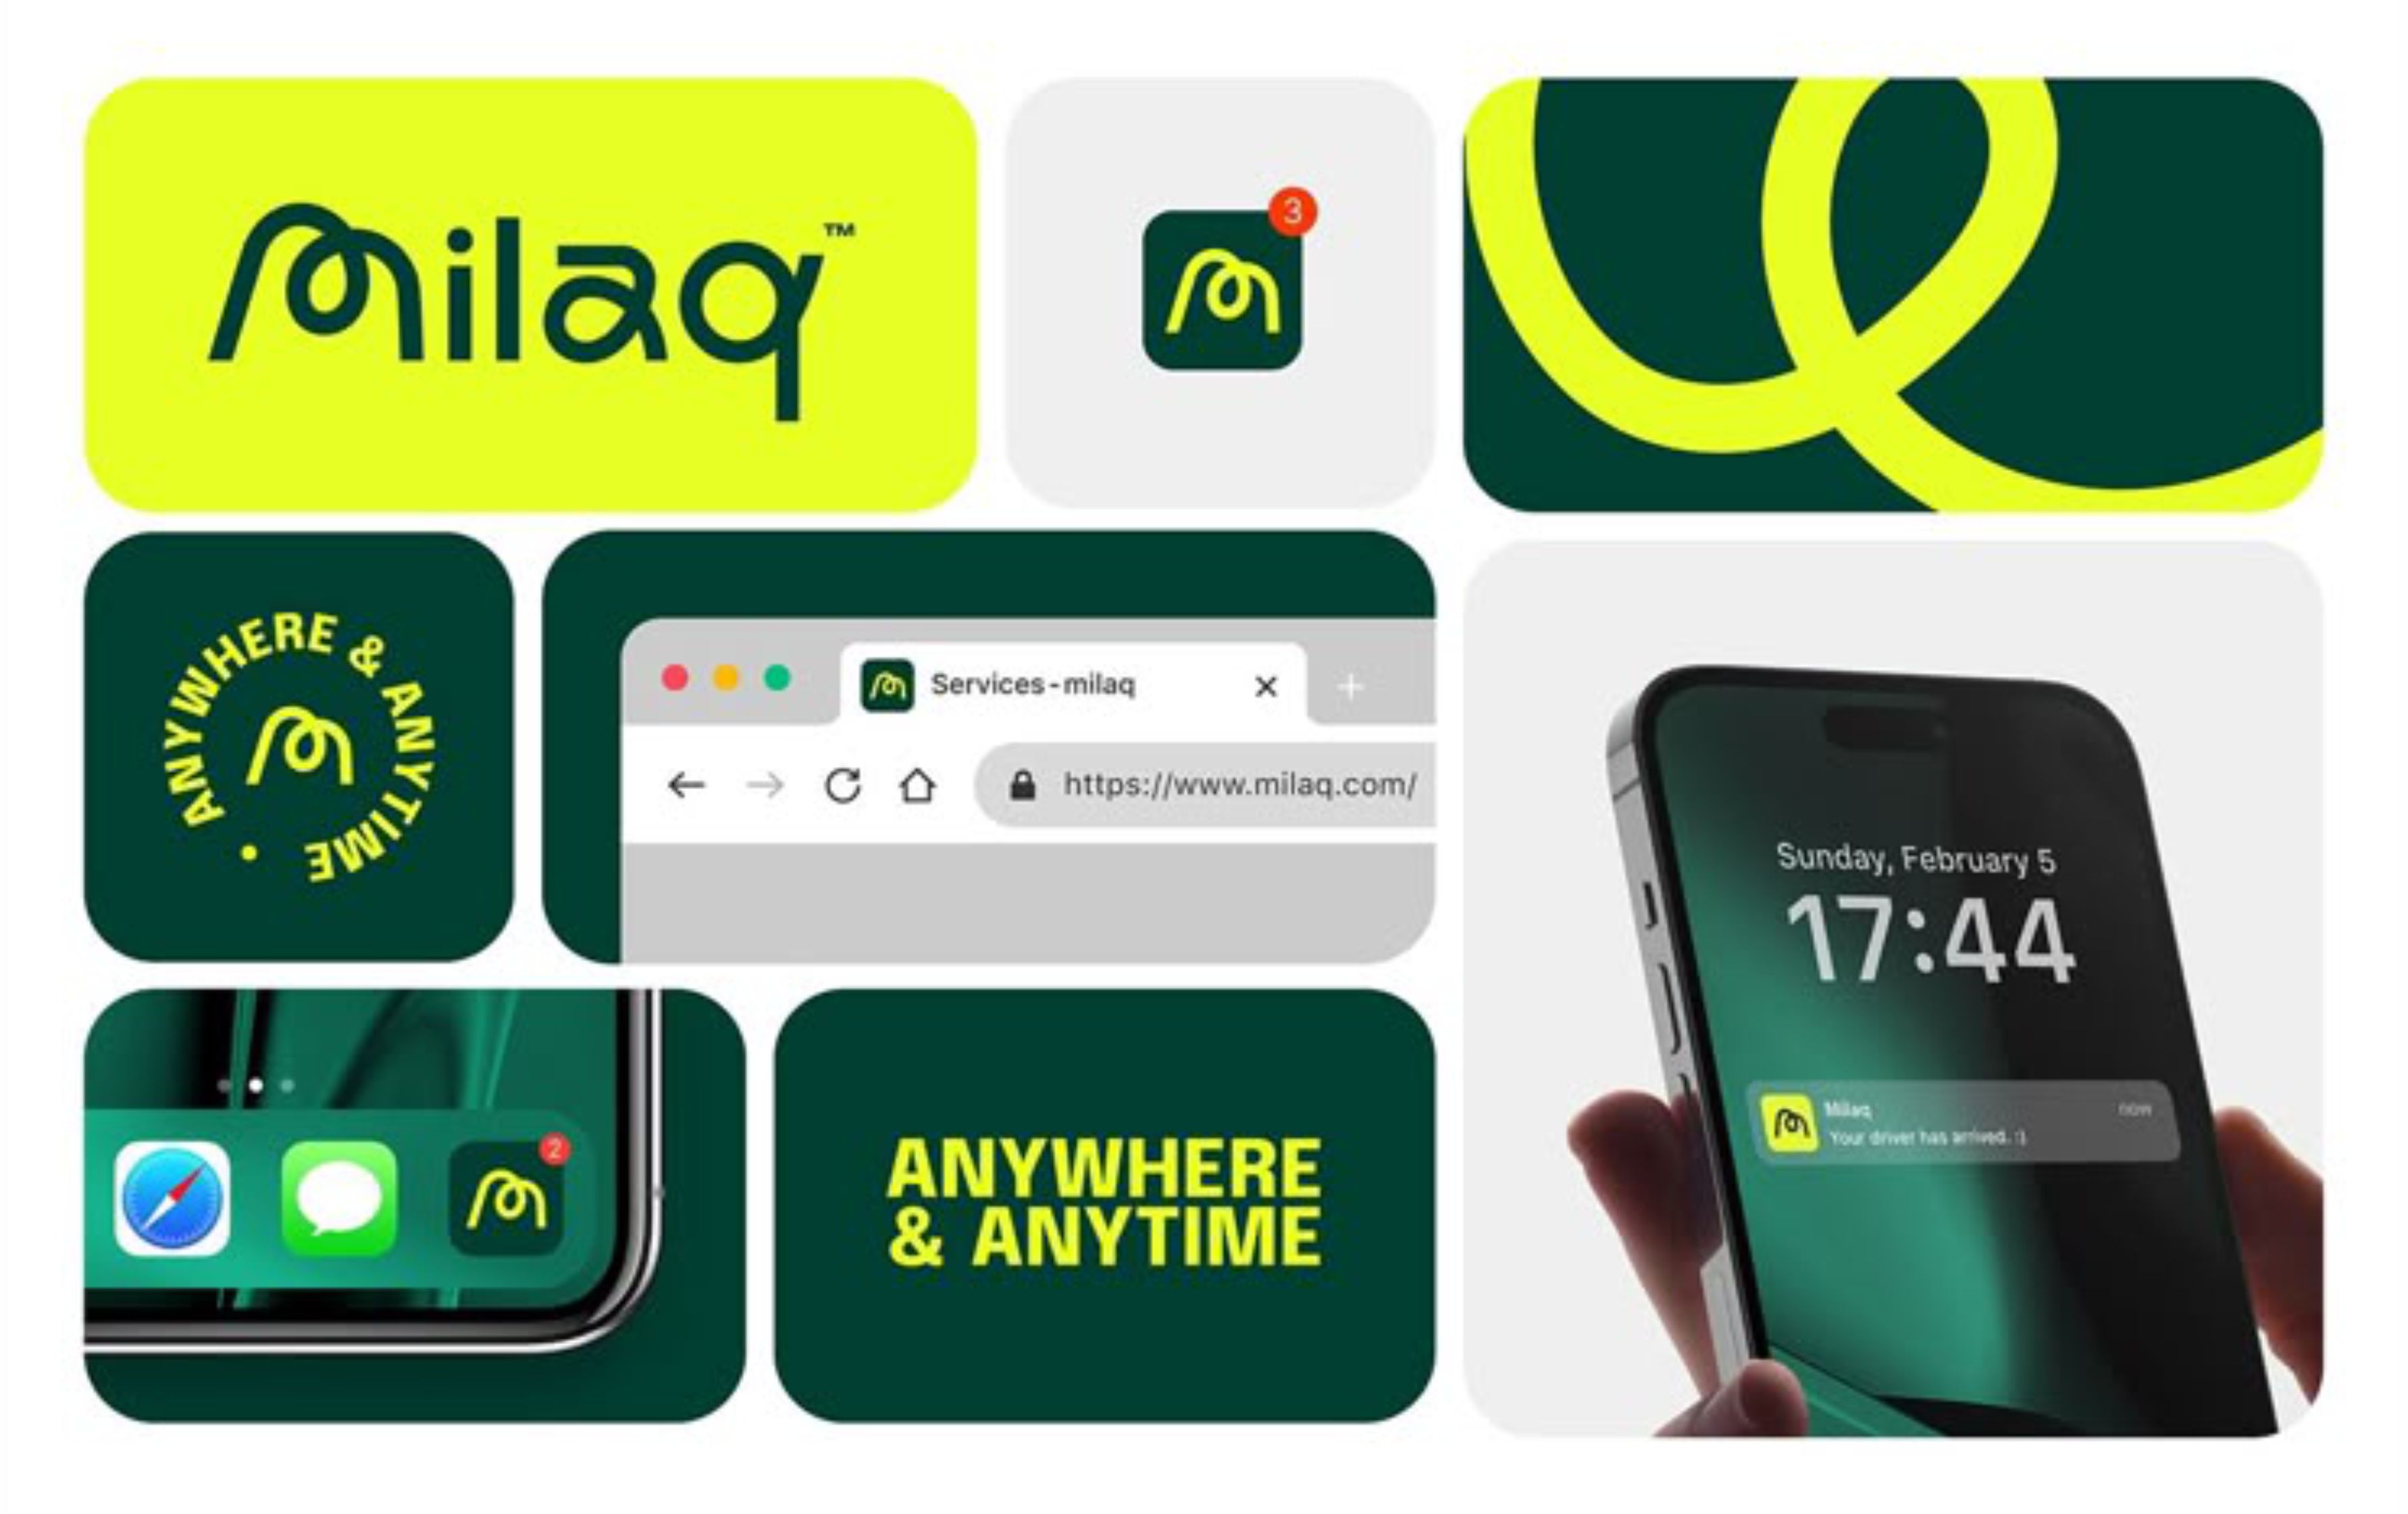 Milaq™
3
ANYWHERE & ANYTIME •
Services-milaq
https://www.milaq.com/
Sunday, February 5
17:44
Milaq
now
Your driver has arrived. :)
2
ANYWHERE
& ANYTIME